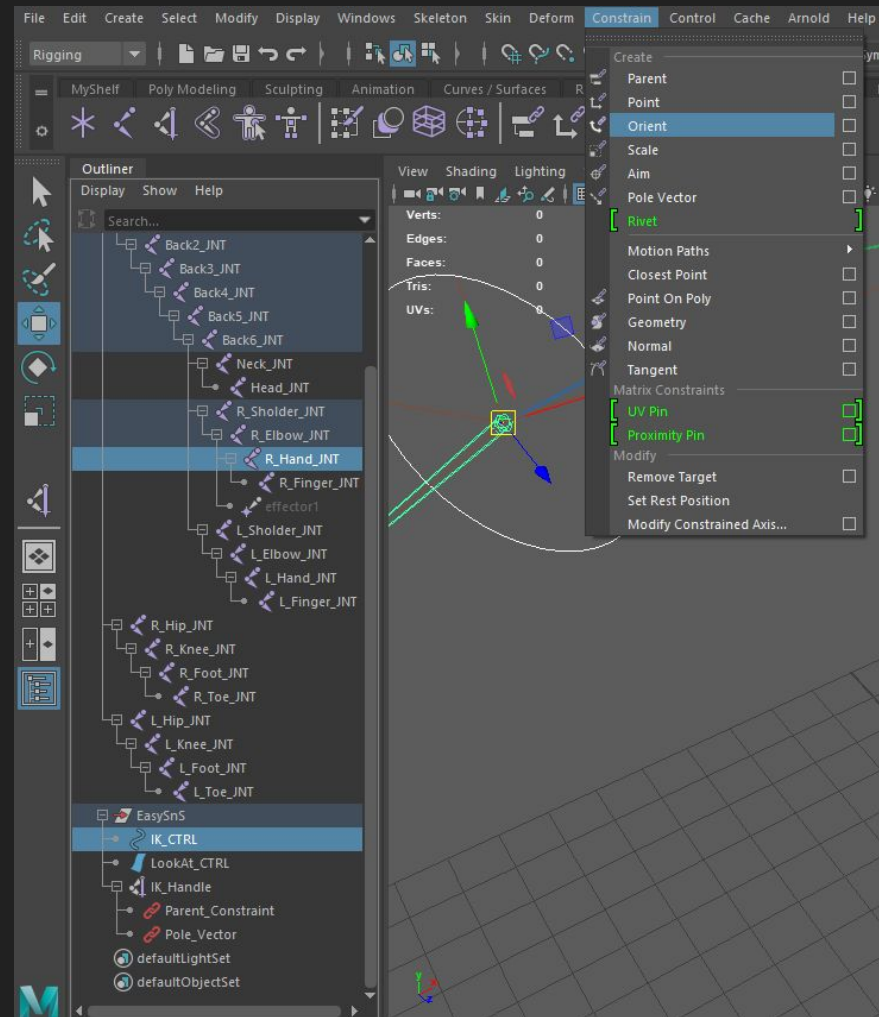 File Edit Create Select Modify Display Windows Skeleton Skin Deform Constrain Control Cache Arnold Help
Rigging
MyShelf Poly Modeling Sculpting Animation Curves / Surfaces
Outliner
Display Show Help
Search...
Back2_JNT
Back3_JNT
Back4_JNT
Back5_JNT
Back6_JNT
Neck_JNT
Head_JNT
R_Sholder_JNT
R_Elbow_JNT
R_Hand_JNT
R_Finger_JNT
effector1
L_Sholder_JNT
L_Elbow_JNT
L_Hand_JNT
L_Finger_JNT
R_Hip_JNT
R_Knee_JNT
R_Foot_JNT
R_Toe_JNT
L_Hip_JNT
L_Knee_JNT
L_Foot_JNT
L_Toe_JNT
EasySnS
IK_CTRL
LookAt_CTRL
IK_Handle
Parent_Constraint
Pole_Vector
defaultLightSet
defaultObjectSet
View Shading Lighting
Verts: 0
Edges: 0
Faces: 0
Tris: 0
UVs: 0
y
x
z
Create
Parent
Point
Orient
Scale
Aim
Pole Vector
Rivet
Motion Paths
Closest Point
Point On Poly
Geometry
Normal
Tangent
Matrix Constraints
UV Pin
Proximity Pin
Modify
Remove Target
Set Rest Position
Modify Constrained Axis...